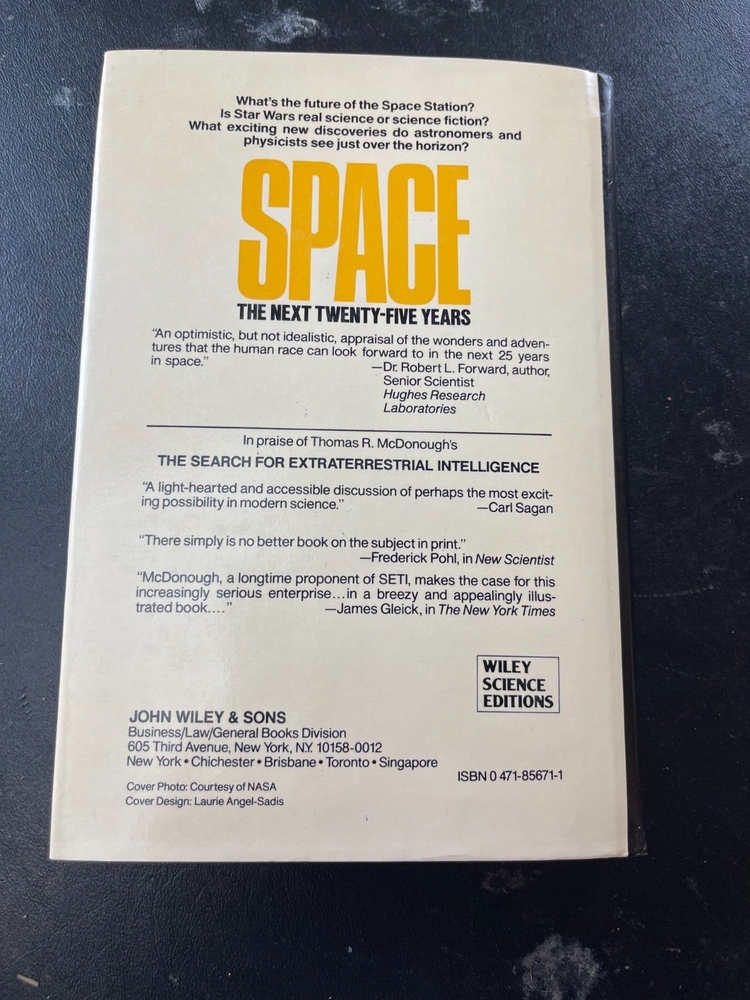 What's the future of the Space Station?
Is Star Wars real science or science fiction?
What exciting new discoveries do astronomers and
physicists see just over the horizon?
SPACE
THE NEXT TWENTY-FIVE YEARS
"An optimistic, but not idealistic, appraisal of the wonders and adven-
tures that the human race can look forward to in the next 25 years
in space."
—Dr. Robert L. Forward, author,
Senior Scientist
Hughes Research
Laboratories
In praise of Thomas R. McDonough's
THE SEARCH FOR EXTRATERRESTRIAL INTELLIGENCE
"A light-hearted and accessible discussion of perhaps the most excit-
ing possibility in modern science."
—Carl Sagan
"There simply is no better book on the subject in print."
—Frederick Pohl, in New Scientist
"McDonough, a longtime proponent of SETI, makes the case for this
increasingly serious enterprise...in a breezy and appealingly illus-
trated book...."
—James Gleick, in The New York Times
WILEY
SCIENCE
EDITIONS
JOHN WILEY & SONS
Business/Law/General Books Division
605 Third Avenue, New York, N.Y. 10158-0012
New York • Chichester • Brisbane • Toronto • Singapore
ISBN 0 471-85671-1
Cover Photo: Courtesy of NASA
Cover Design: Laurie Angel-Sadis